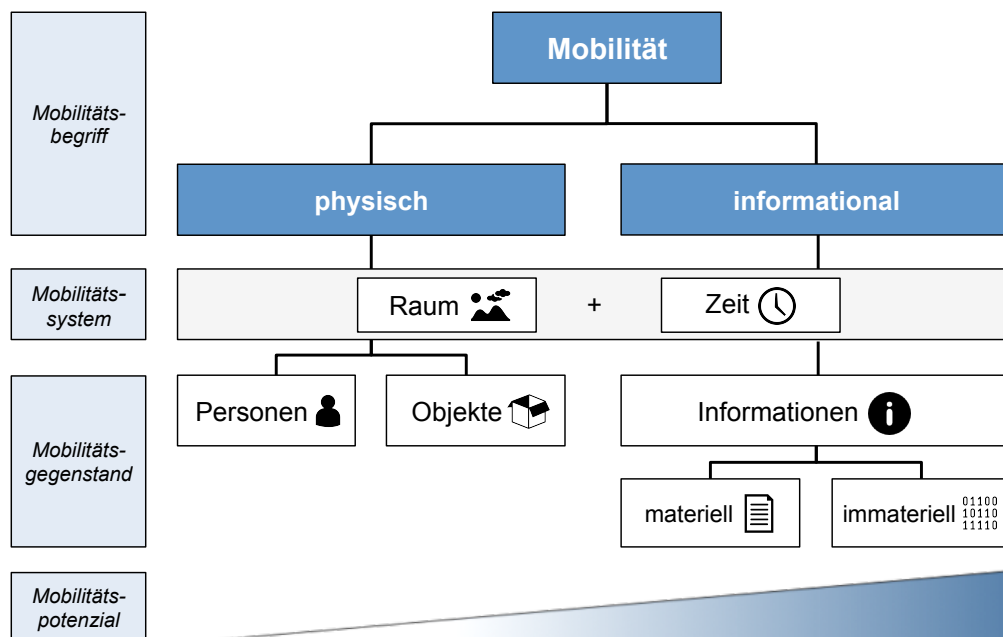 Mobilität
Mobilitäts-
begriff
physisch
informational
Mobilitäts-
system
Raum
+
Zeit
Mobilitäts-
gegenstand
Personen
Objekte
Informationen
materiell
immateriell
01100
10110
11110
Mobilitäts-
potenzial